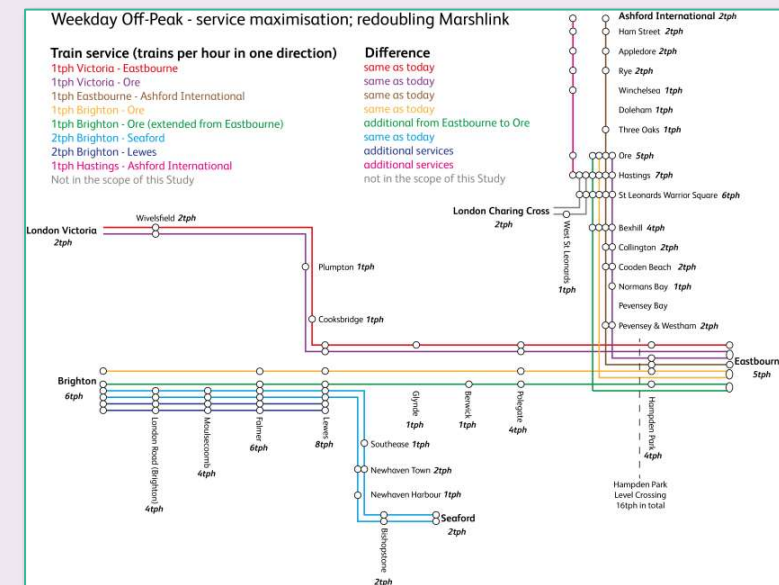 Weekday Off-Peak - service maximisation; redoubling Marshlink
Train service (trains per hour in one direction)
1tph Victoria - Eastbourne
1tph Victoria - Ore
1tph Eastbourne - Ashford International
1tph Brighton - Ore
1tph Brighton - Ore (extended from Eastbourne)
2tph Brighton - Seaford
2tph Brighton - Lewes
1tph Hastings - Ashford International
Not in the scope of this Study
Difference
same as today
same as today
same as today
same as today
additional from Eastbourne to Ore
same as today
additional services
additional services
not in the scope of this Study
Ashford International 2tph
Ham Street 2tph
Appledore 2tph
Rye 2tph
Winchelsea 1tph
Doleham 1tph
Three Oaks 1tph
Ore 5tph
Hastings 7tph
St Leonards Warrior Square 6tph
London Charing Cross
2tph
West St Leonards
1tph
Bexhill 4tph
Collington 2tph
Cooden Beach 2tph
Normans Bay 1tph
Pevensey Bay
Pevensey & Westham 2tph
London Victoria
2tph
Wivelsfield 2tph
Plumpton 1tph
Cooksbridge 1tph
Eastbourn
5tph
Brighton
6tph
London Road (Brighton)
4tph
Moulsecoomb
4tph
Falmer
6tph
Lewes
8tph
Glynde
1tph
Berwick
1tph
Polegate
4tph
Hampden Park
4tph
Hampden Park
Level Crossing
16tph in total
Southease 1tph
Newhaven Town 2tph
Newhaven Harbour 1tph
Seaford
2tph
Bishopstone
2tph